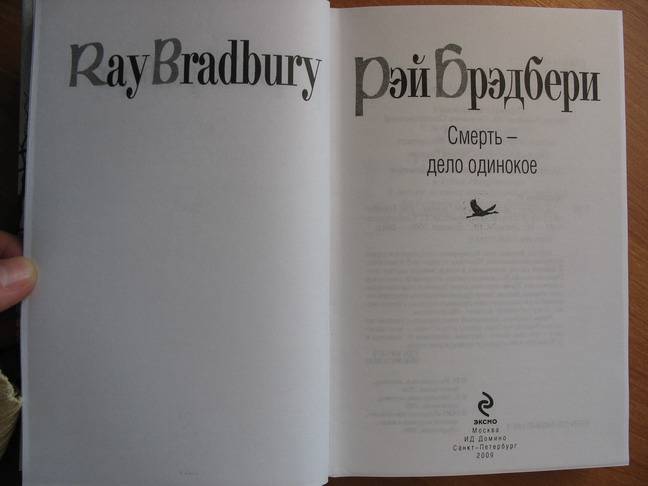 Ray Bradbury
Рэй Брэдбери
Смерть –
дело одинокое
ЭКСМО
Москва
ИД Домино
Санкт-Петербург
2009